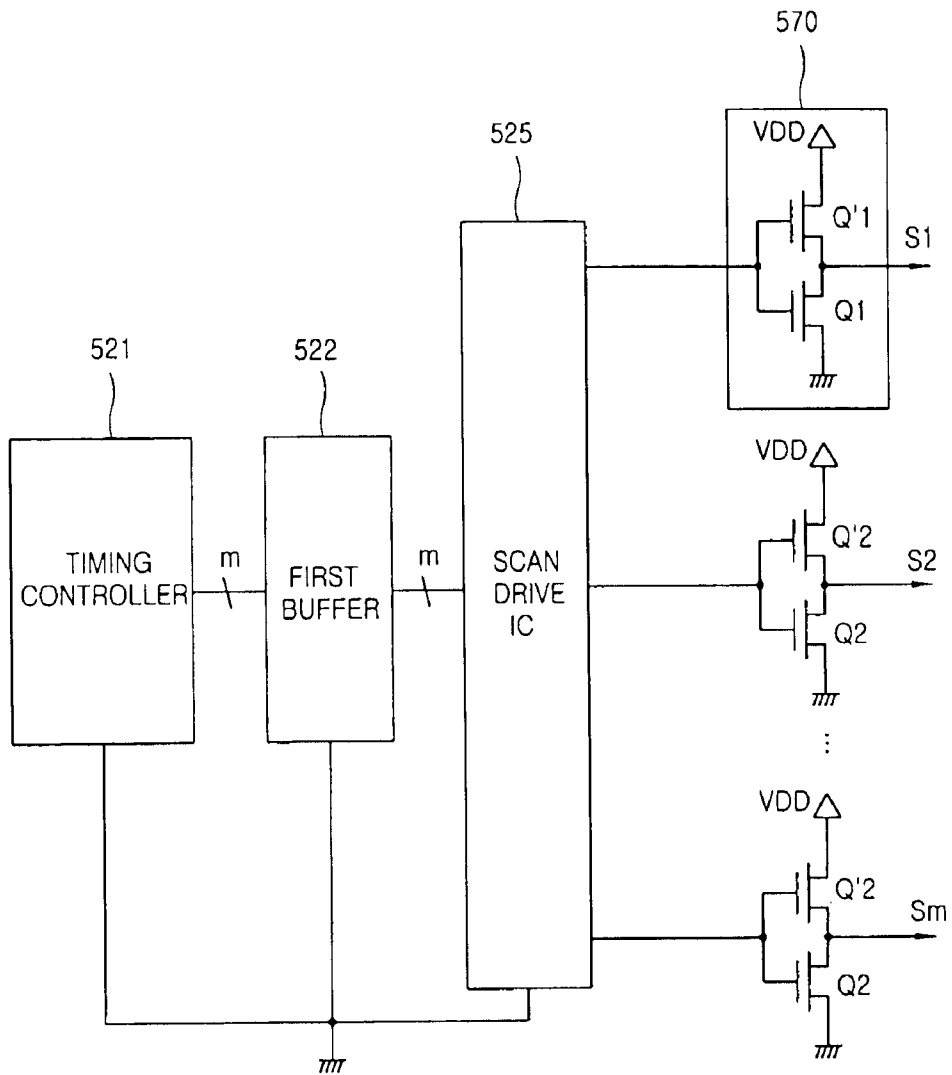 570
VDD
525
Q'1
S1
Q1
521
522
VDD
Q'2
TIMING
CONTROLLER
m
FIRST
BUFFER
m
SCAN
DRIVE
IC
S2
Q2
...
VDD
Q'2
Sm
Q2